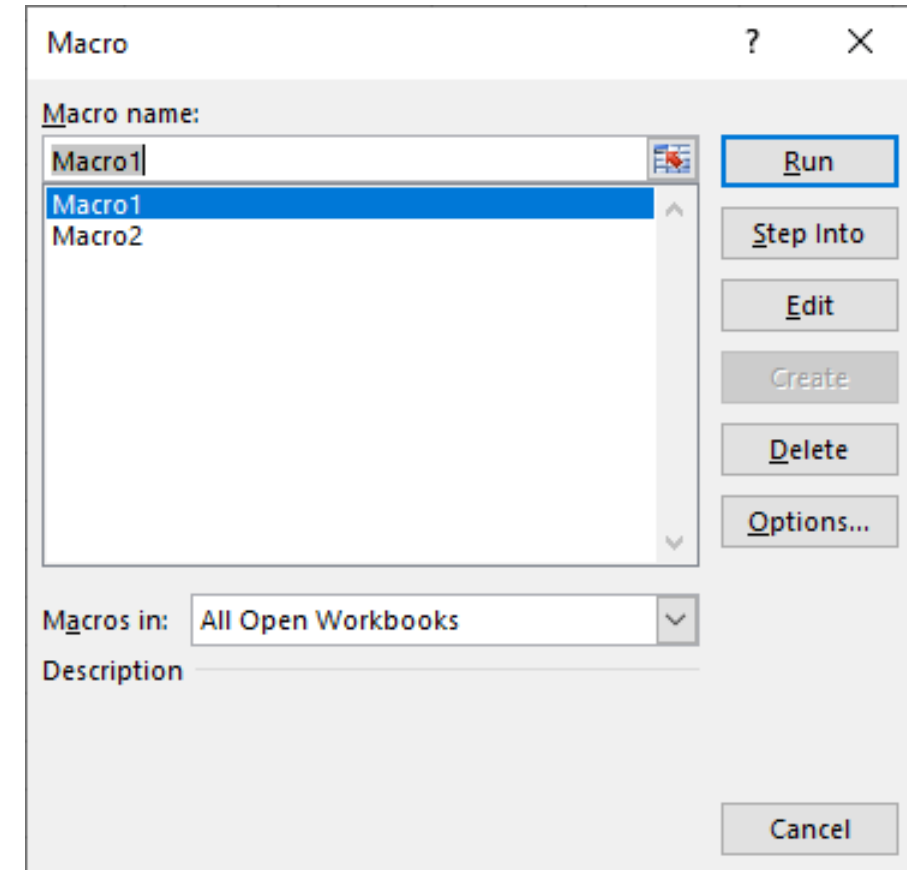 Macro
?
Macro name:
Macro1
Run
Macro1
Macro2
Step Into
Edit
Create
Delete
Options...
Macros in: All Open Workbooks
Description
Cancel